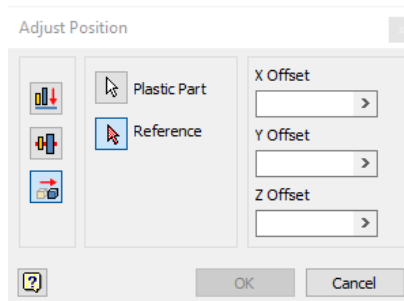 Adjust Position
Plastic Part
Reference
X Offset
>
Y Offset
>
Z Offset
>
?
OK
Cancel